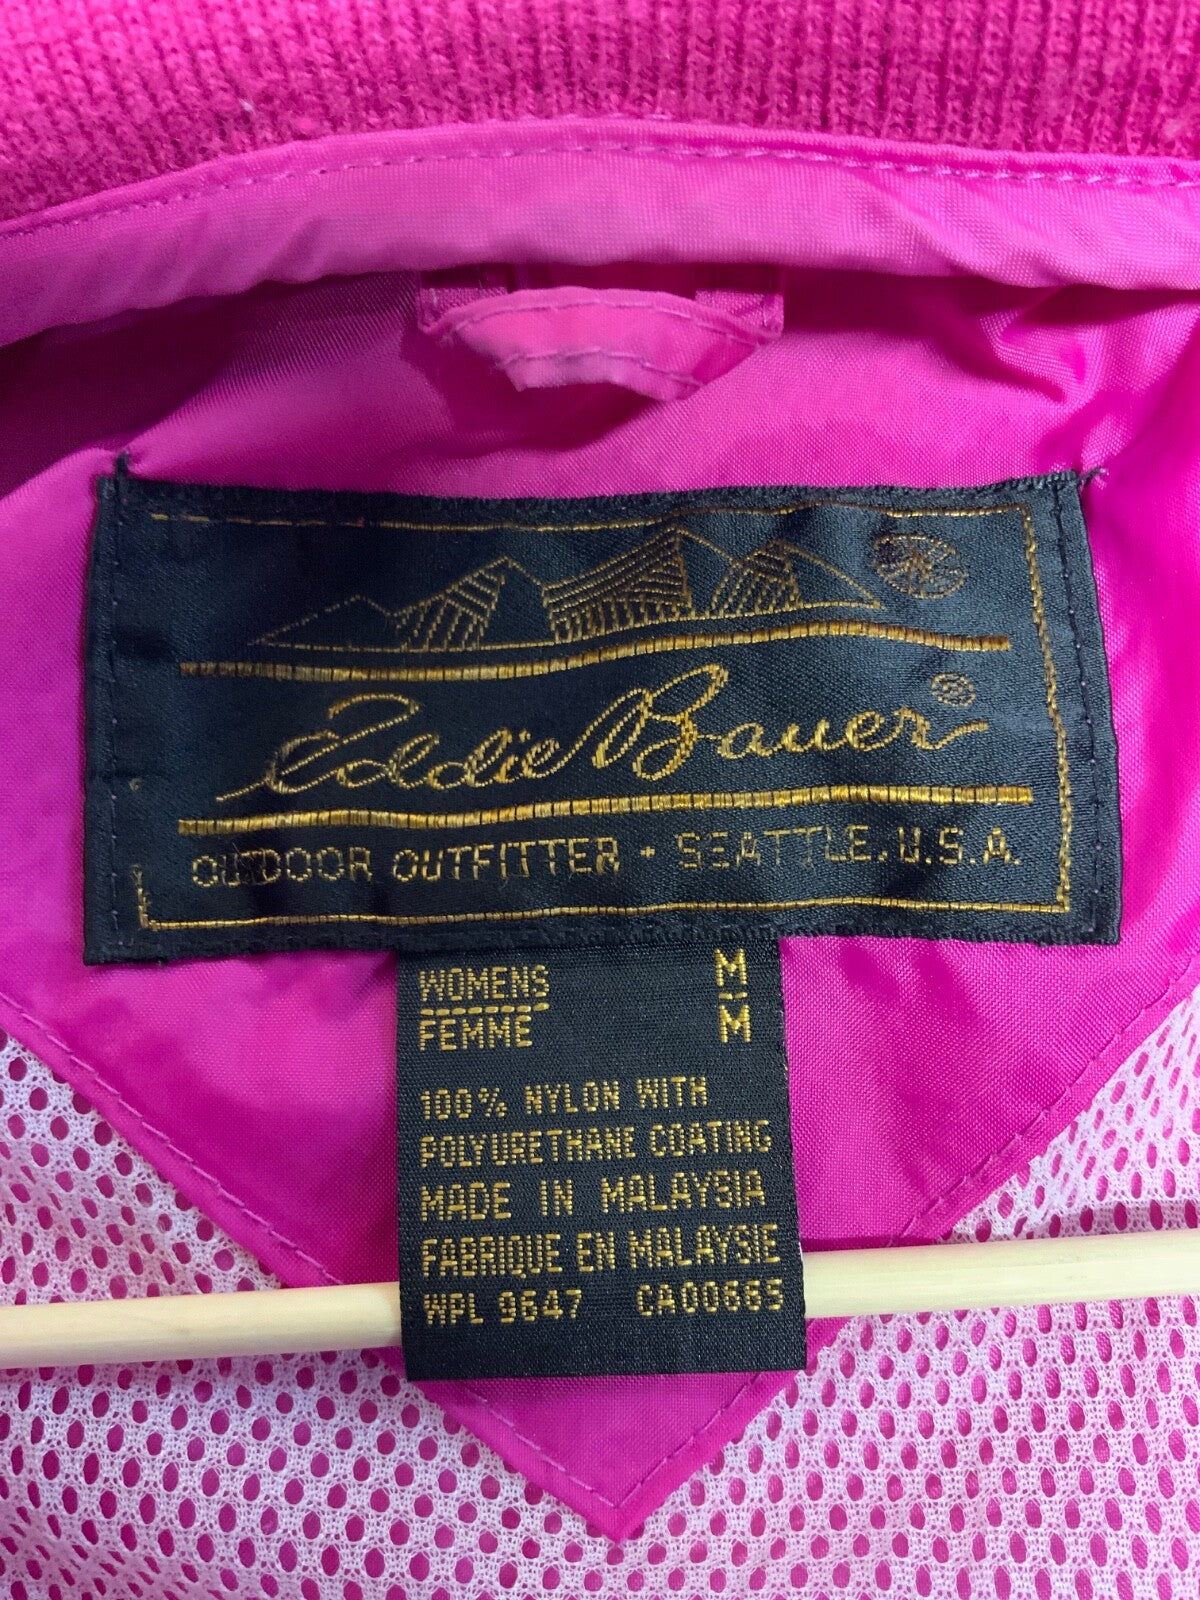 Eddie Bauer®
OUTDOOR OUTFITTER • SEATTLE, U.S.A.
WOMENS M
FEMME M
100% NYLON WITH
POLYURETHANE COATING
MADE IN MALAYSIA
FABRIQUE EN MALAYSIE
WPL 9647 CA00665